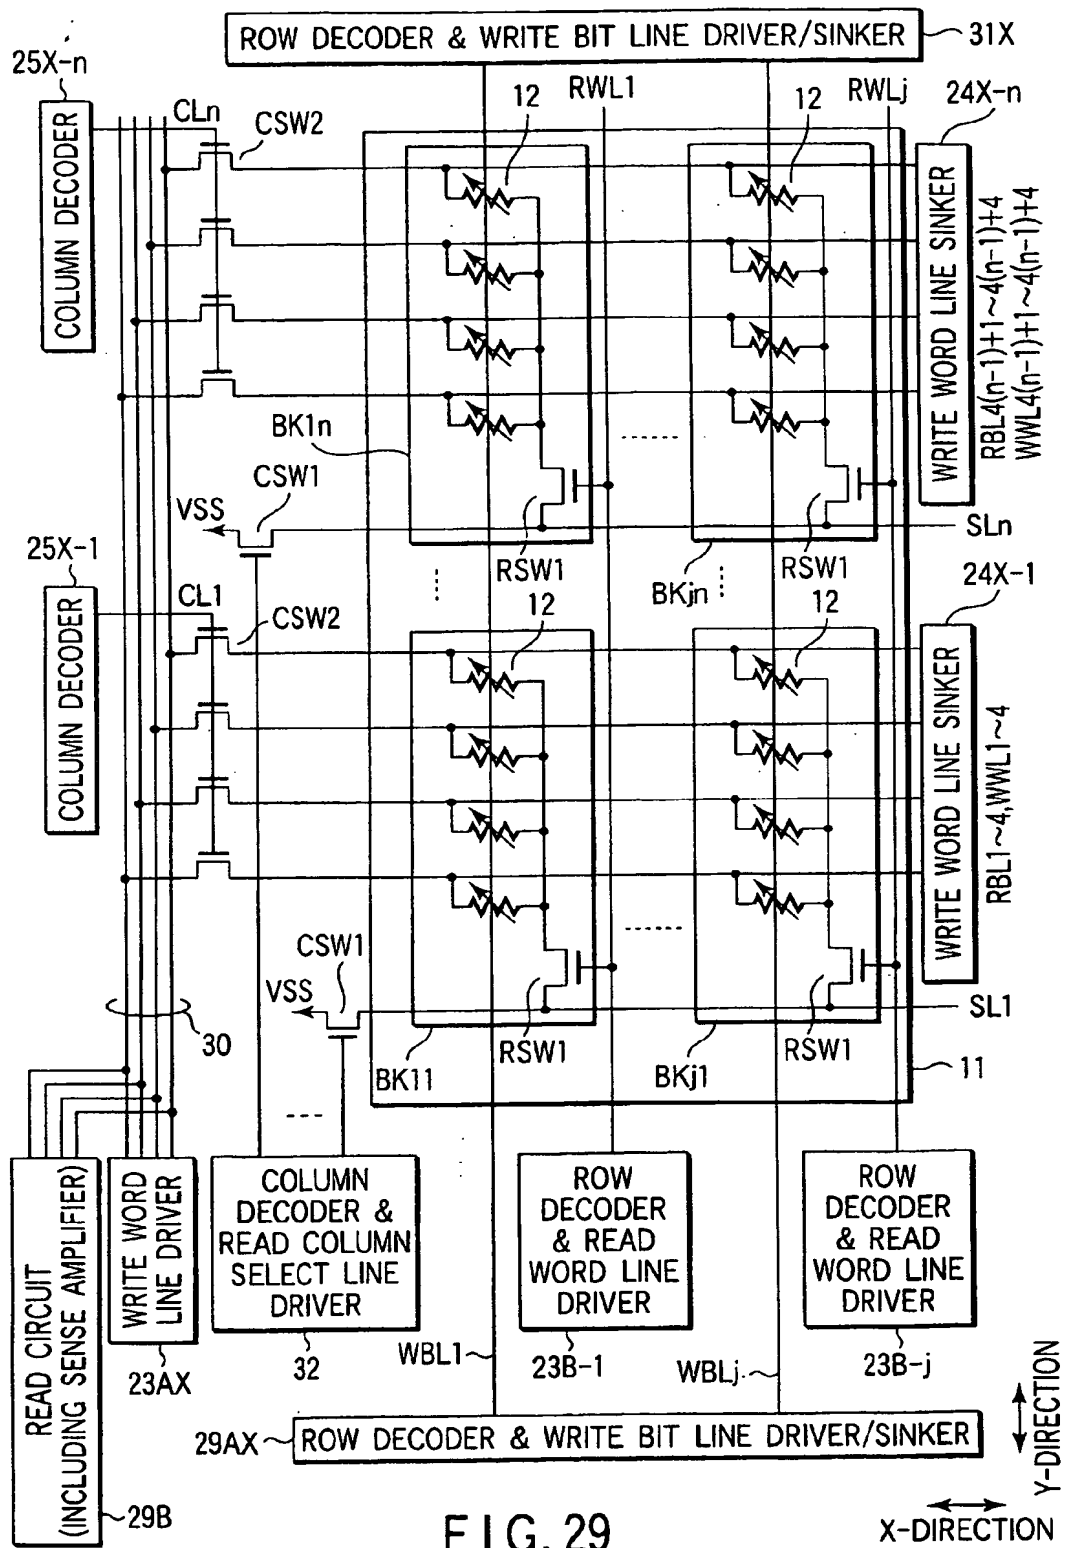 ROW DECODER & WRITE BIT LINE DRIVER/SINKER
31X
25X-n
COLUMN DECODER
CLn
CSW2
12
RWL1
12
RWLj
24X-n
WRITE WORD LINE SINKER
RBL4(n-1)+1~4(n-1)+4
WWL4(n-1)+1~4(n-1)+4
BK1n
CSW1
VSS
RSW1
RSW1
SLn
BKjn
25X-1
COLUMN DECODER
CL1
CSW2
12
12
24X-1
WRITE WORD LINE SINKER
RBL1~4,WWL1~4
CSW1
VSS
RSW1
RSW1
SL1
30
BK11
BKj1
11
READ CIRCUIT
(INCLUDING SENSE AMPLIFIER)
29B
WRITE WORD
LINE DRIVER
23AX
COLUMN
DECODER &
READ COLUMN
SELECT LINE
DRIVER
32
ROW
DECODER
& READ
WORD LINE
DRIVER
23B-1
ROW
DECODER
& READ
WORD LINE
DRIVER
23B-j
WBL1
WBLj
29AX
ROW DECODER & WRITE BIT LINE DRIVER/SINKER
Y-DIRECTION
X-DIRECTION
FIG. 29